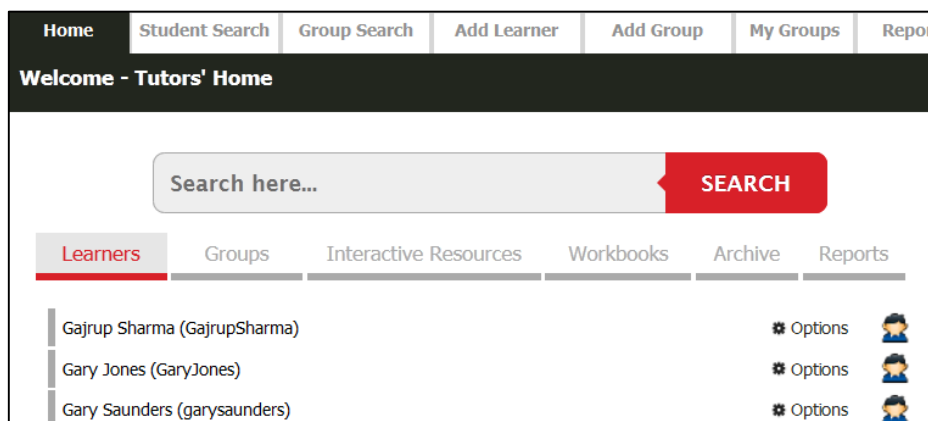 Home Student Search Group Search Add Learner Add Group My Groups
Welcome - Tutors' Home
Search here... SEARCH
Learners Groups Interactive Resources Workbooks Archive Reports
Gajrup Sharma (GajrupSharma) Options
Gary Jones (GaryJones) Options
Gary Saunders (garysaunders) Options